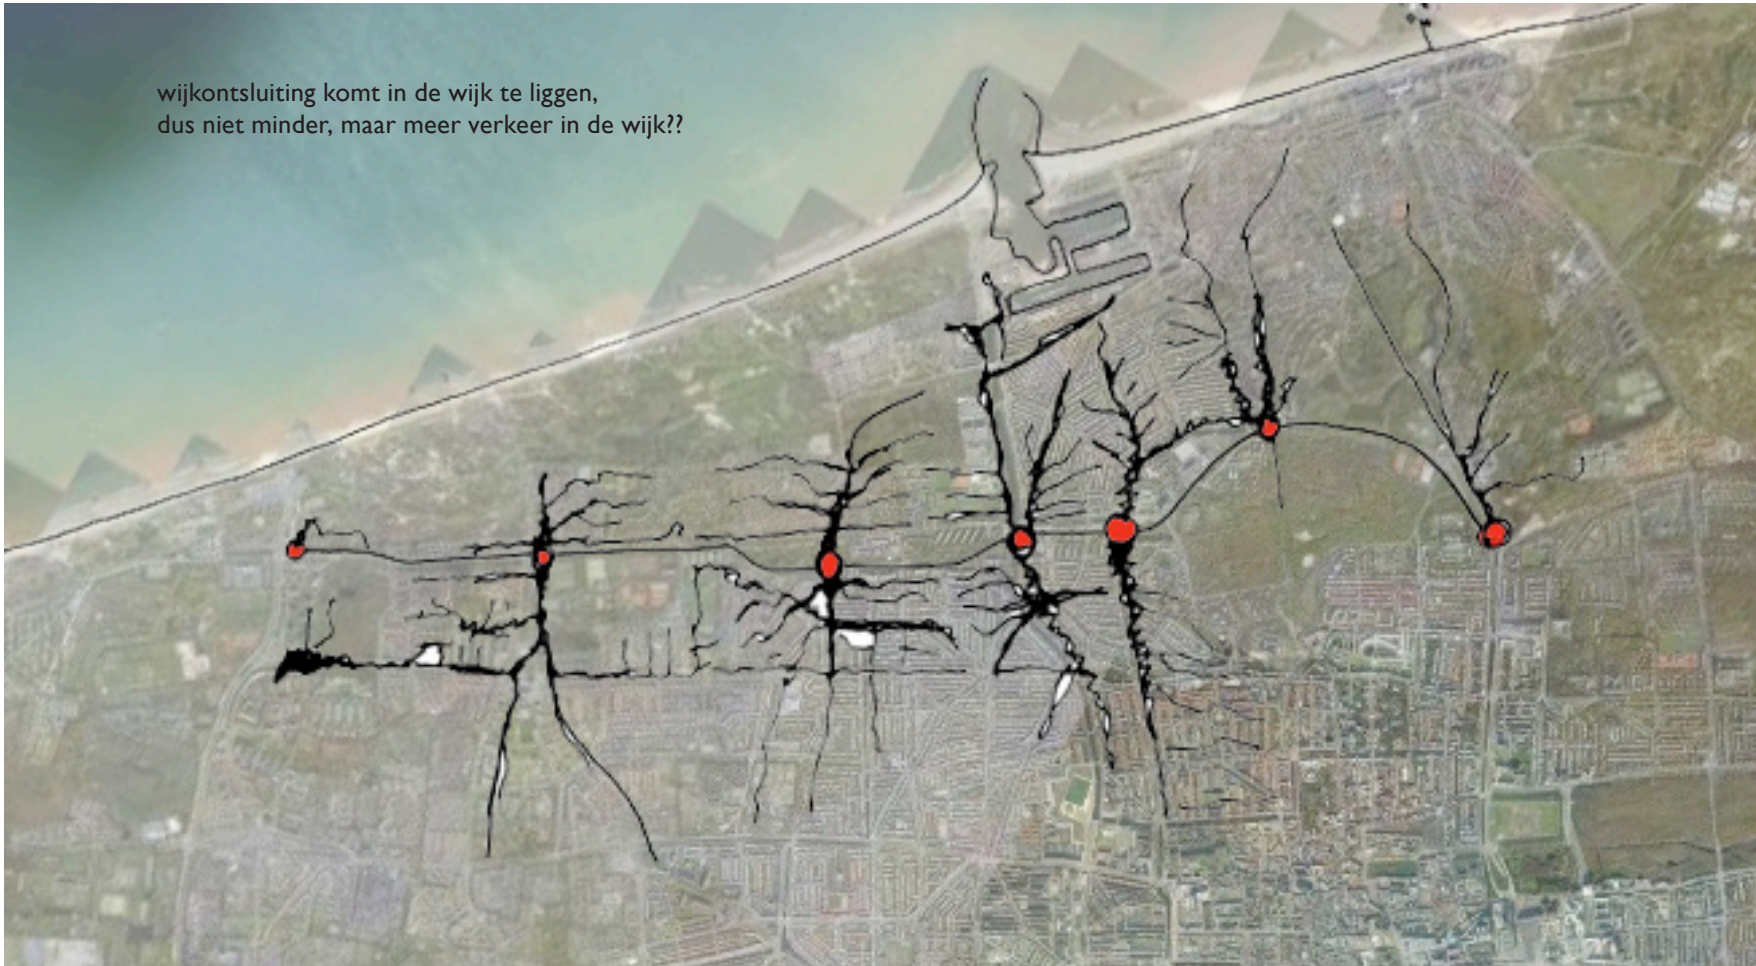 wijkontsluiting komt in de wijk te liggen,
dus niet minder, maar meer verkeer in de wijk??